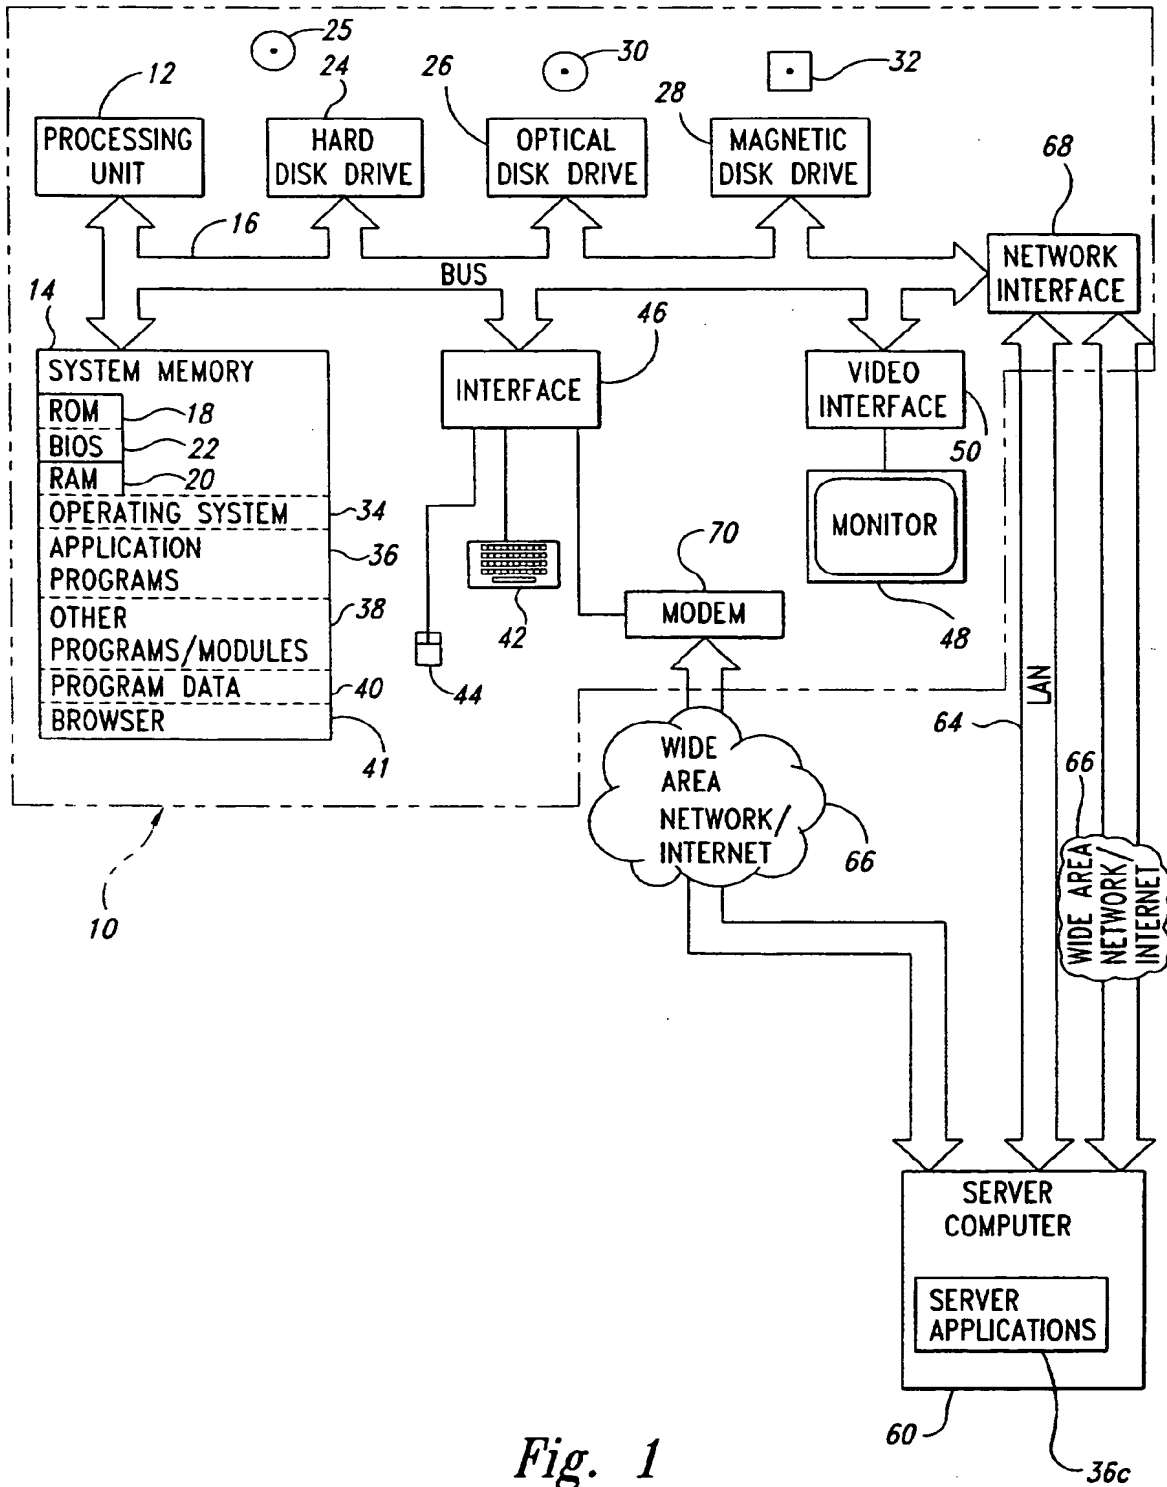 25
24
12
30
26
32
28
68
PROCESSING
UNIT
HARD
DISK DRIVE
OPTICAL
DISK DRIVE
MAGNETIC
DISK DRIVE
16
BUS
NETWORK
INTERFACE
14
46
SYSTEM MEMORY
ROM
18
BIOS
22
RAM
20
OPERATING SYSTEM
34
APPLICATION
PROGRAMS
36
OTHER
PROGRAMS/MODULES
38
PROGRAM DATA
40
BROWSER
41
INTERFACE
VIDEO
INTERFACE
50
MONITOR
48
42
44
70
MODEM
WIDE
AREA
NETWORK/
INTERNET
66
64
LAN
66
WIDE AREA
NETWORK/
INTERNET
10
SERVER
COMPUTER
SERVER
APPLICATIONS
60
36c
Fig. 1